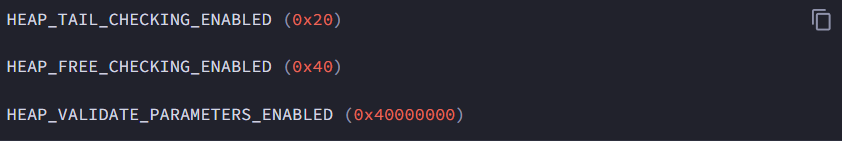 HEAP_TAIL_CHECKING_ENABLED (0x20)
HEAP_FREE_CHECKING_ENABLED (0x40)
HEAP_VALIDATE_PARAMETERS_ENABLED (0x40000000)